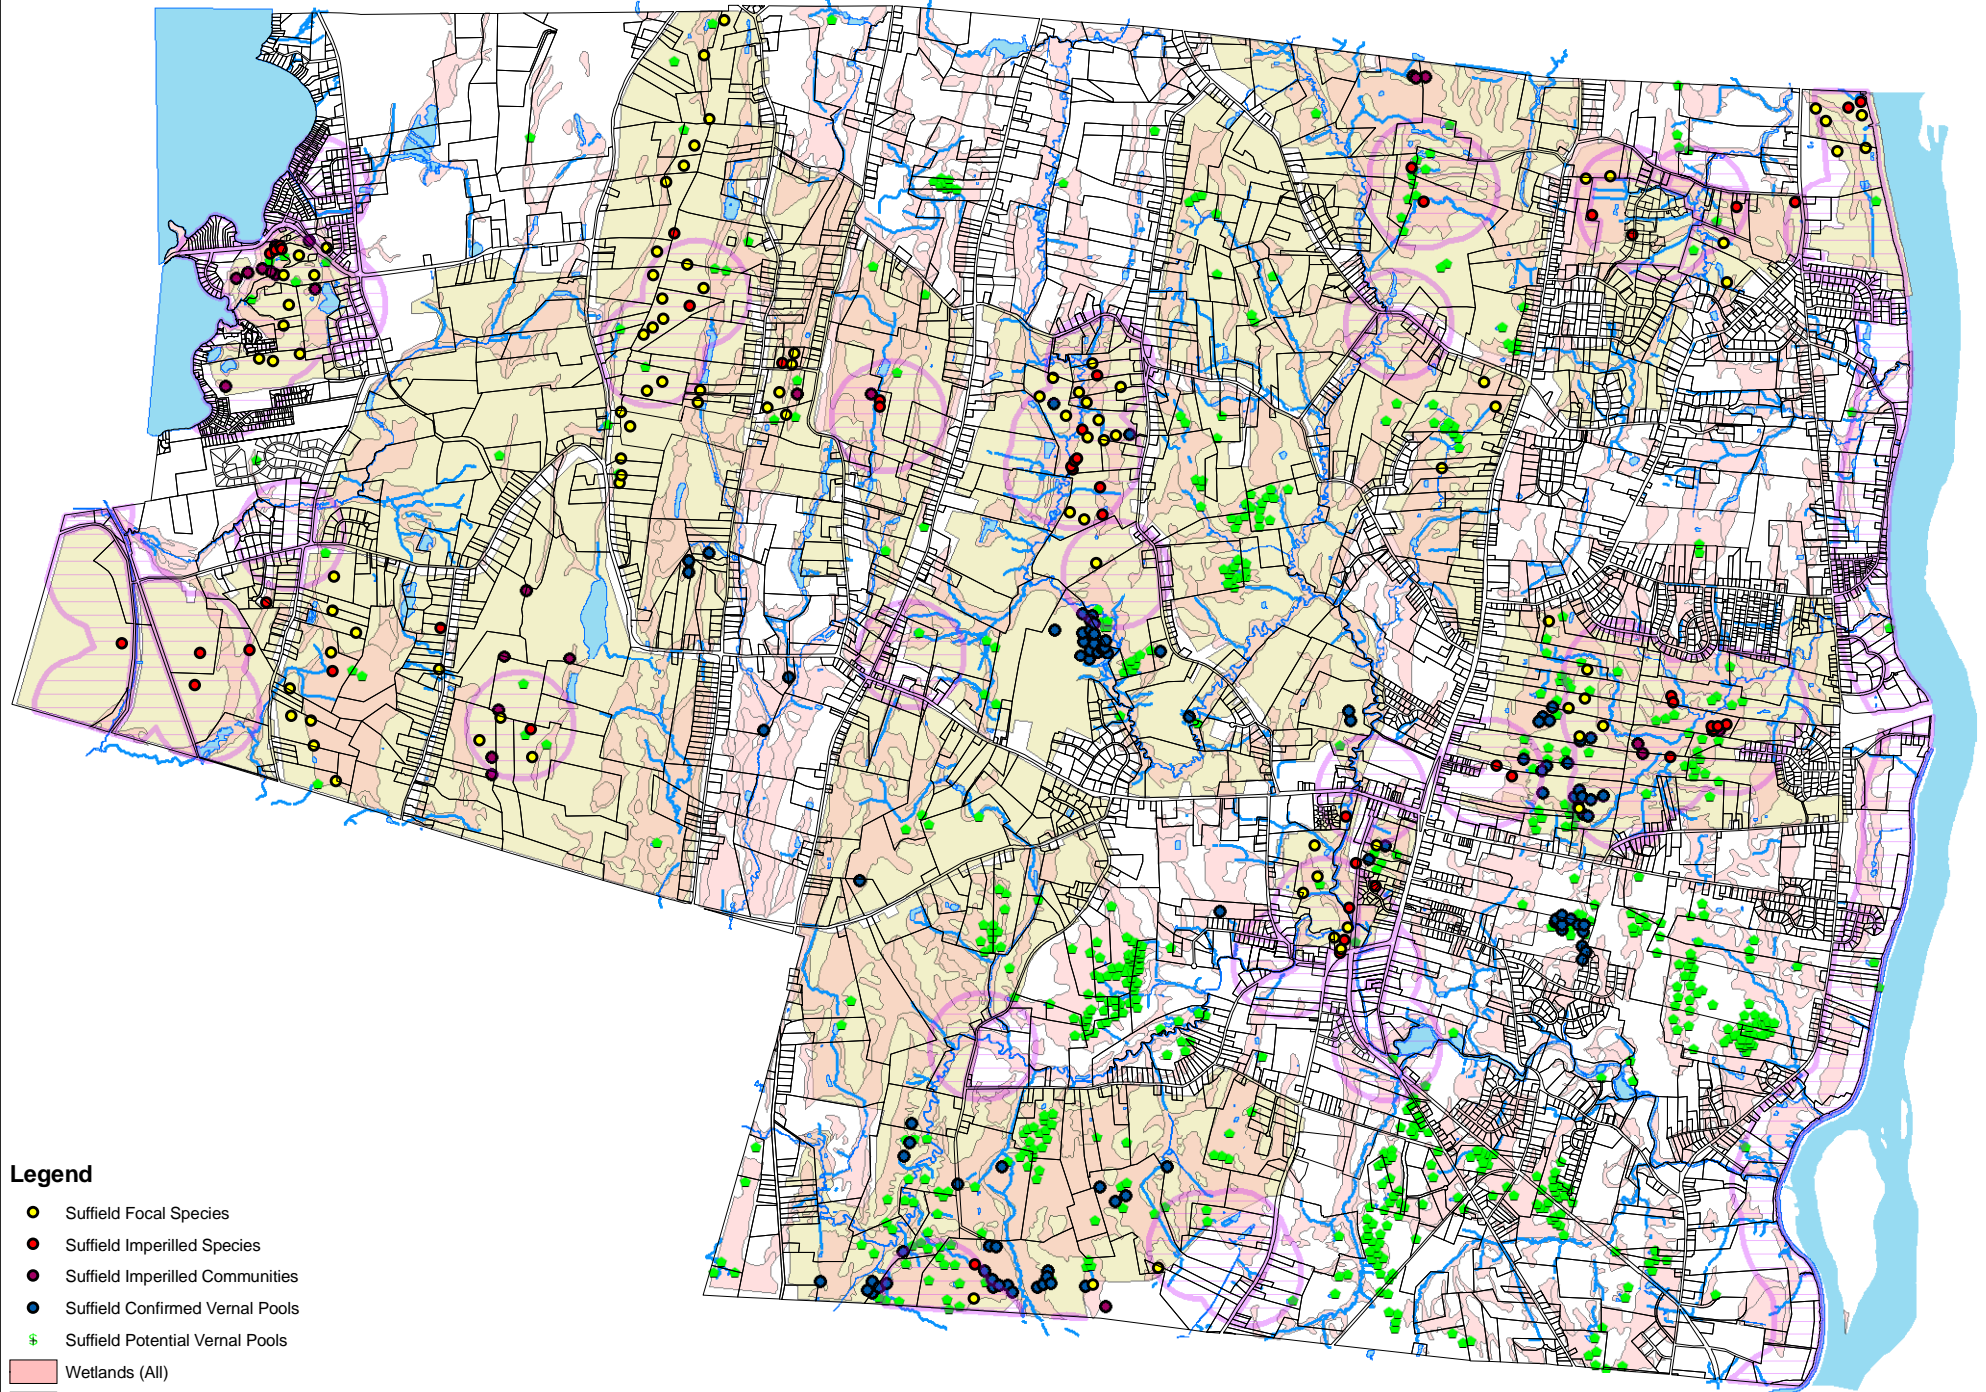 Legend
Suffield Focal Species
Suffield Imperilled Species
Suffield Imperilled Communities
Suffield Confirmed Vernal Pools
Suffield Potential Vernal Pools
Wetlands (All)